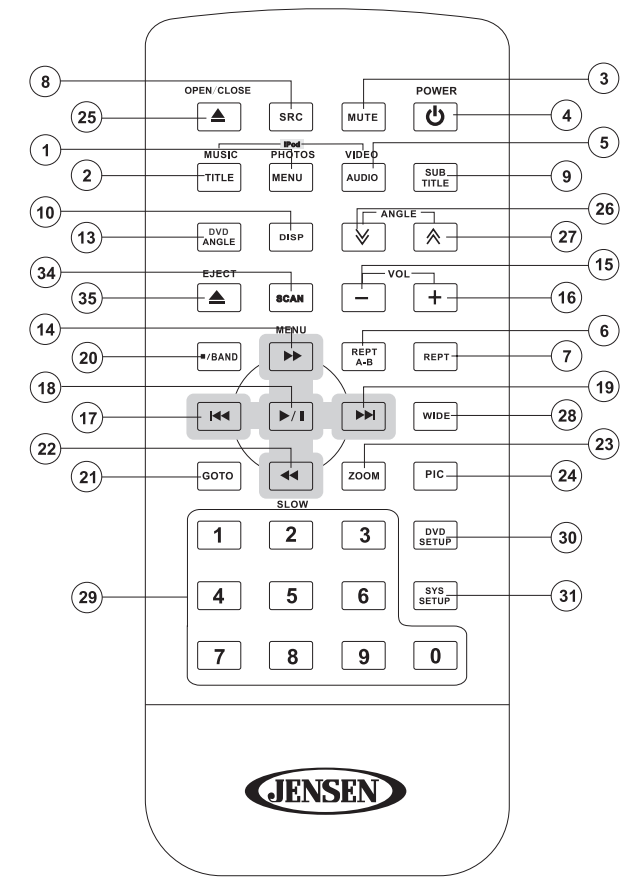 8
3
OPEN/CLOSE
POWER
25
SRC
MUTE
4
1
iPod
5
MUSIC
PHOTOS
VIDEO
2
TITLE
MENU
AUDIO
SUB
TITLE
9
10
ANGLE
26
13
DVD
ANGLE
DISP
27
34
EJECT
VOL
15
35
SCAN
−
+
16
14
MENU
6
20
■/BAND
REPT
A-B
REPT
7
18
19
17
WIDE
28
22
23
21
GOTO
ZOOM
PIC
24
SLOW
1 2 3
DVD
SETUP
30
29
4 5 6
SYS
SETUP
31
7 8 9 0
JENSEN